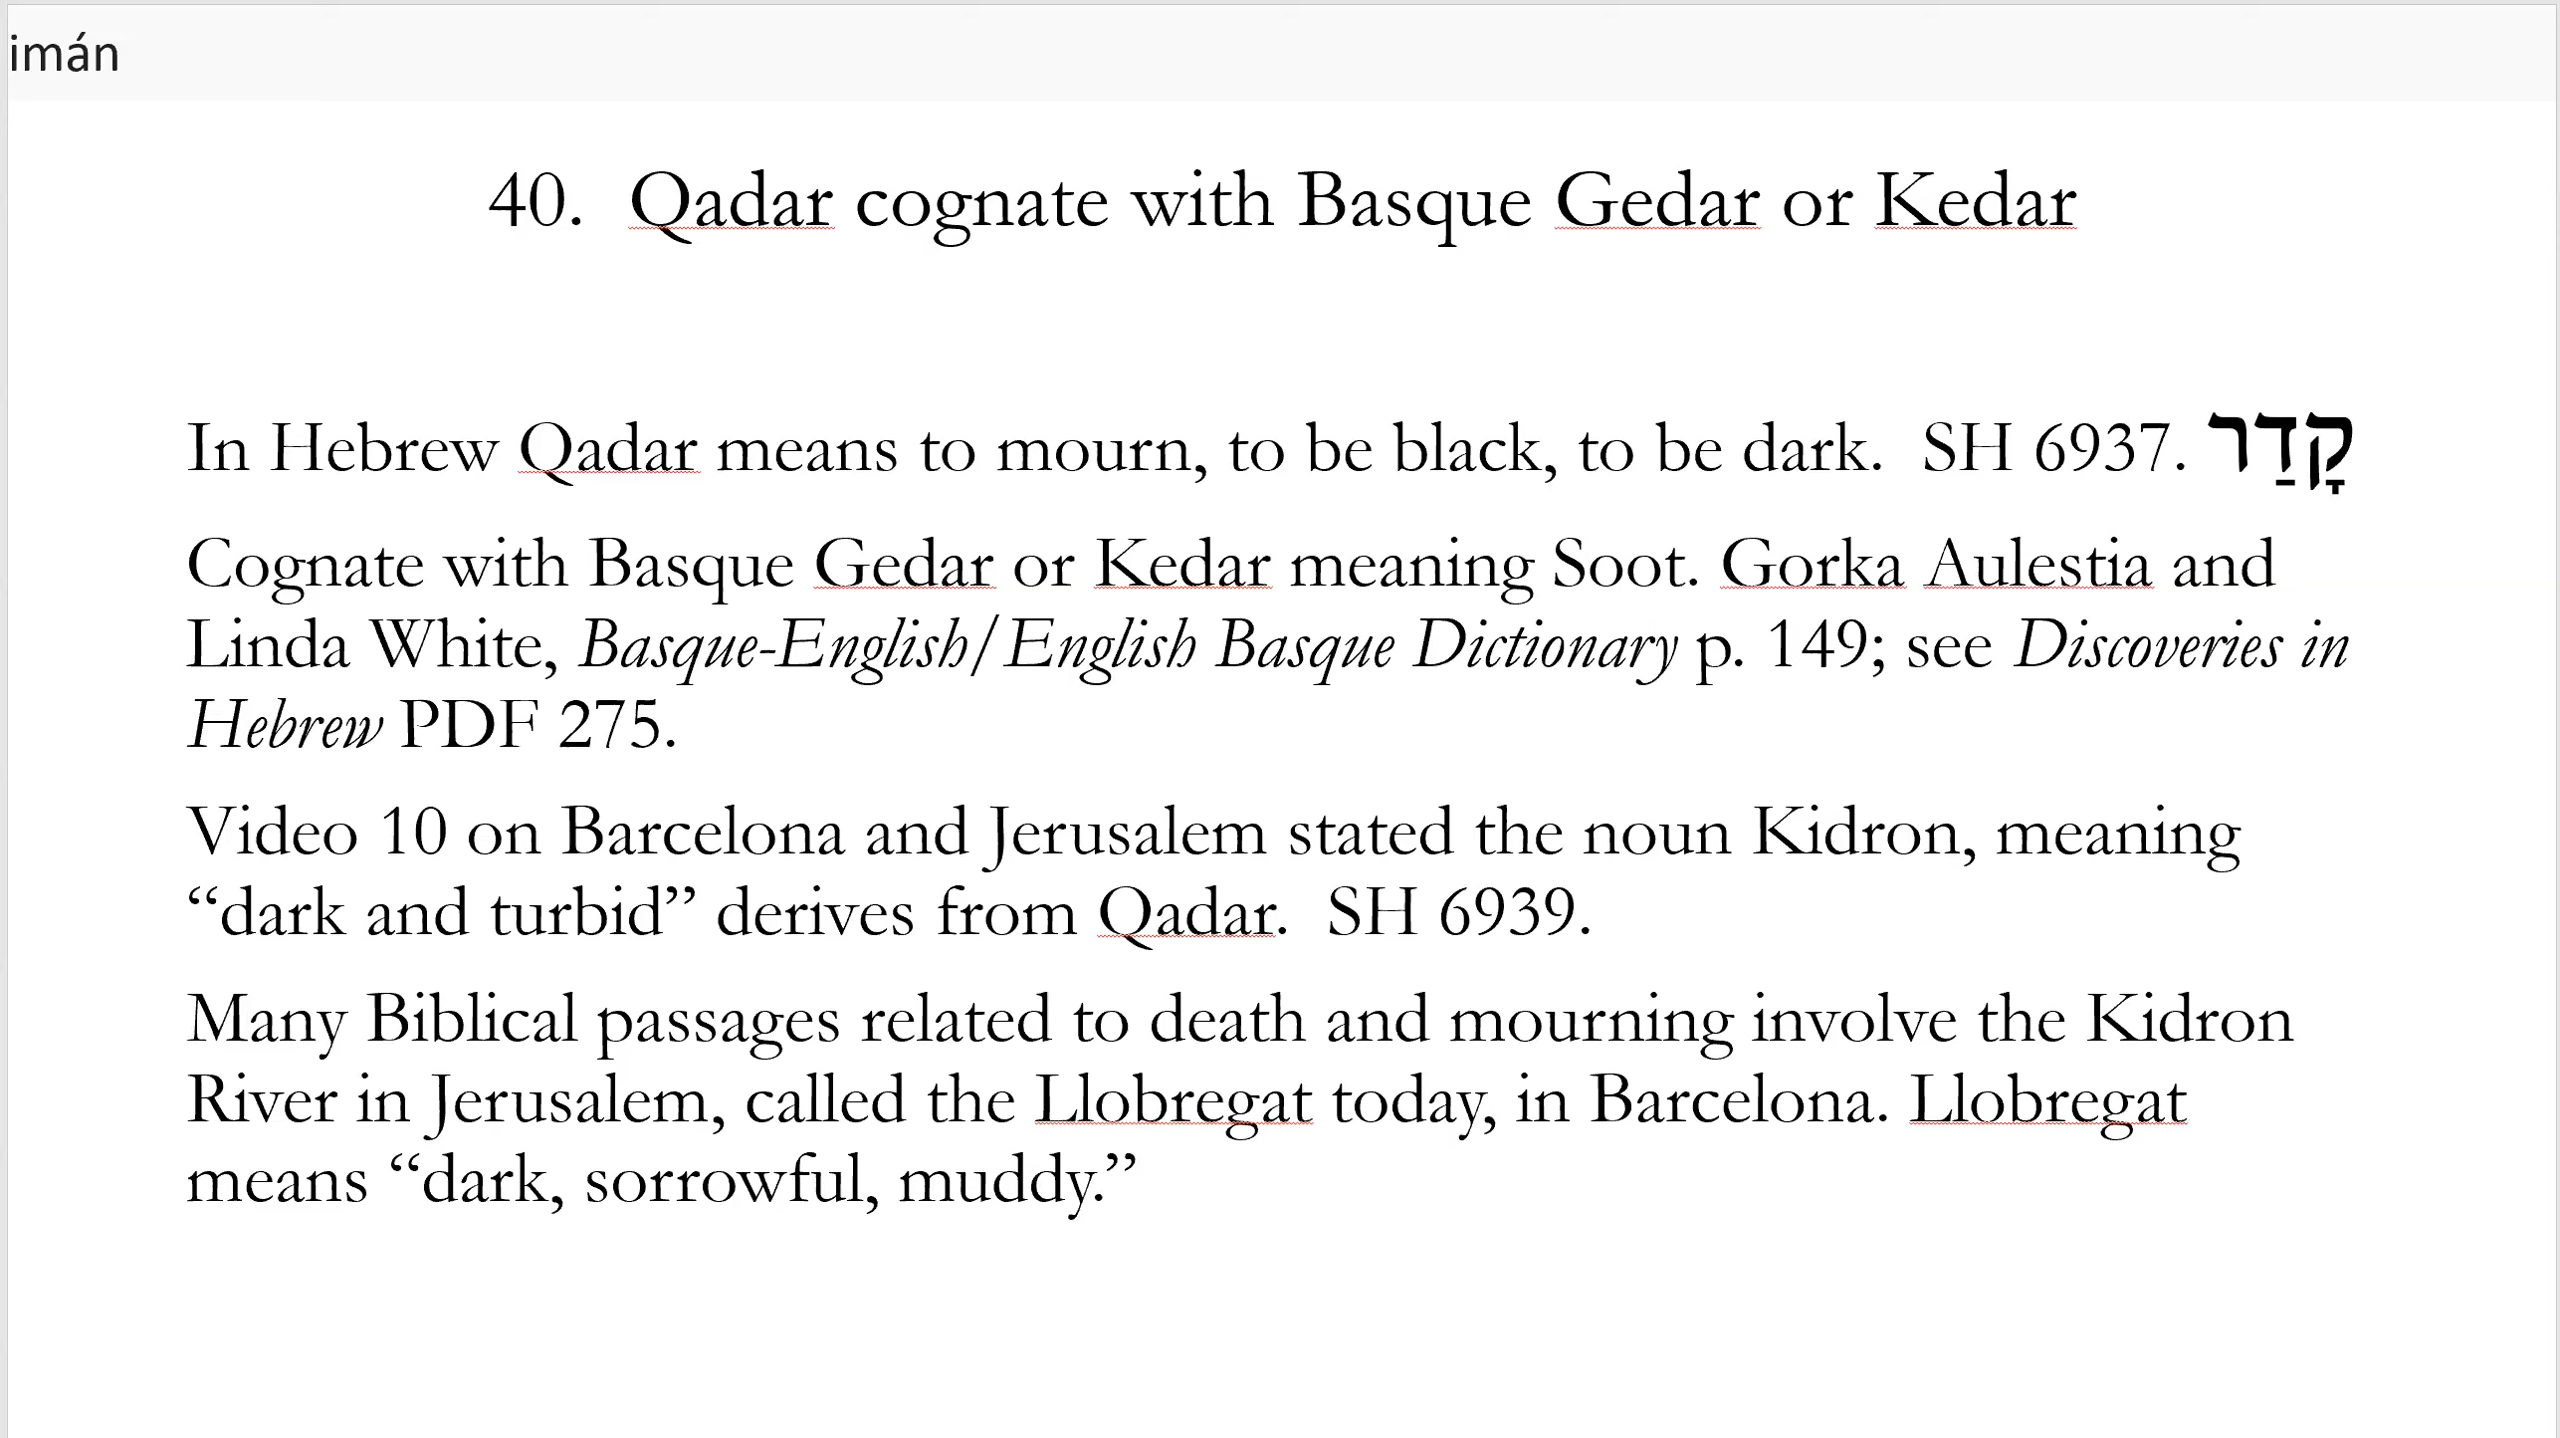 imán
40. Qadar cognate with Basque Gedar or Kedar
In Hebrew Qadar means to mourn, to be black, to be dark. SH 6937. קָדַר
Cognate with Basque Gedar or Kedar meaning Soot. Gorka Aulestia and
Linda White, Basque-English/English Basque Dictionary p. 149; see Discoveries in
Hebrew PDF 275.
Video 10 on Barcelona and Jerusalem stated the noun Kidron, meaning
“dark and turbid” derives from Qadar. SH 6939.
Many Biblical passages related to death and mourning involve the Kidron
River in Jerusalem, called the Llobregat today, in Barcelona. Llobregat
means “dark, sorrowful, muddy.”